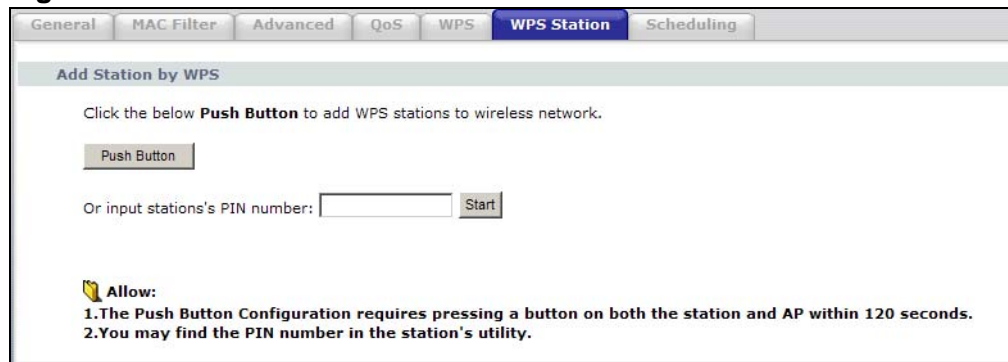 General MAC Filter Advanced QoS WPS WPS Station Scheduling
Add Station by WPS
Click the below Push Button to add WPS stations to wireless network.
Push Button
Or input stations's PIN number: Start
Allow:
1.The Push Button Configuration requires pressing a button on both the station and AP within 120 seconds.
2.You may find the PIN number in the station's utility.